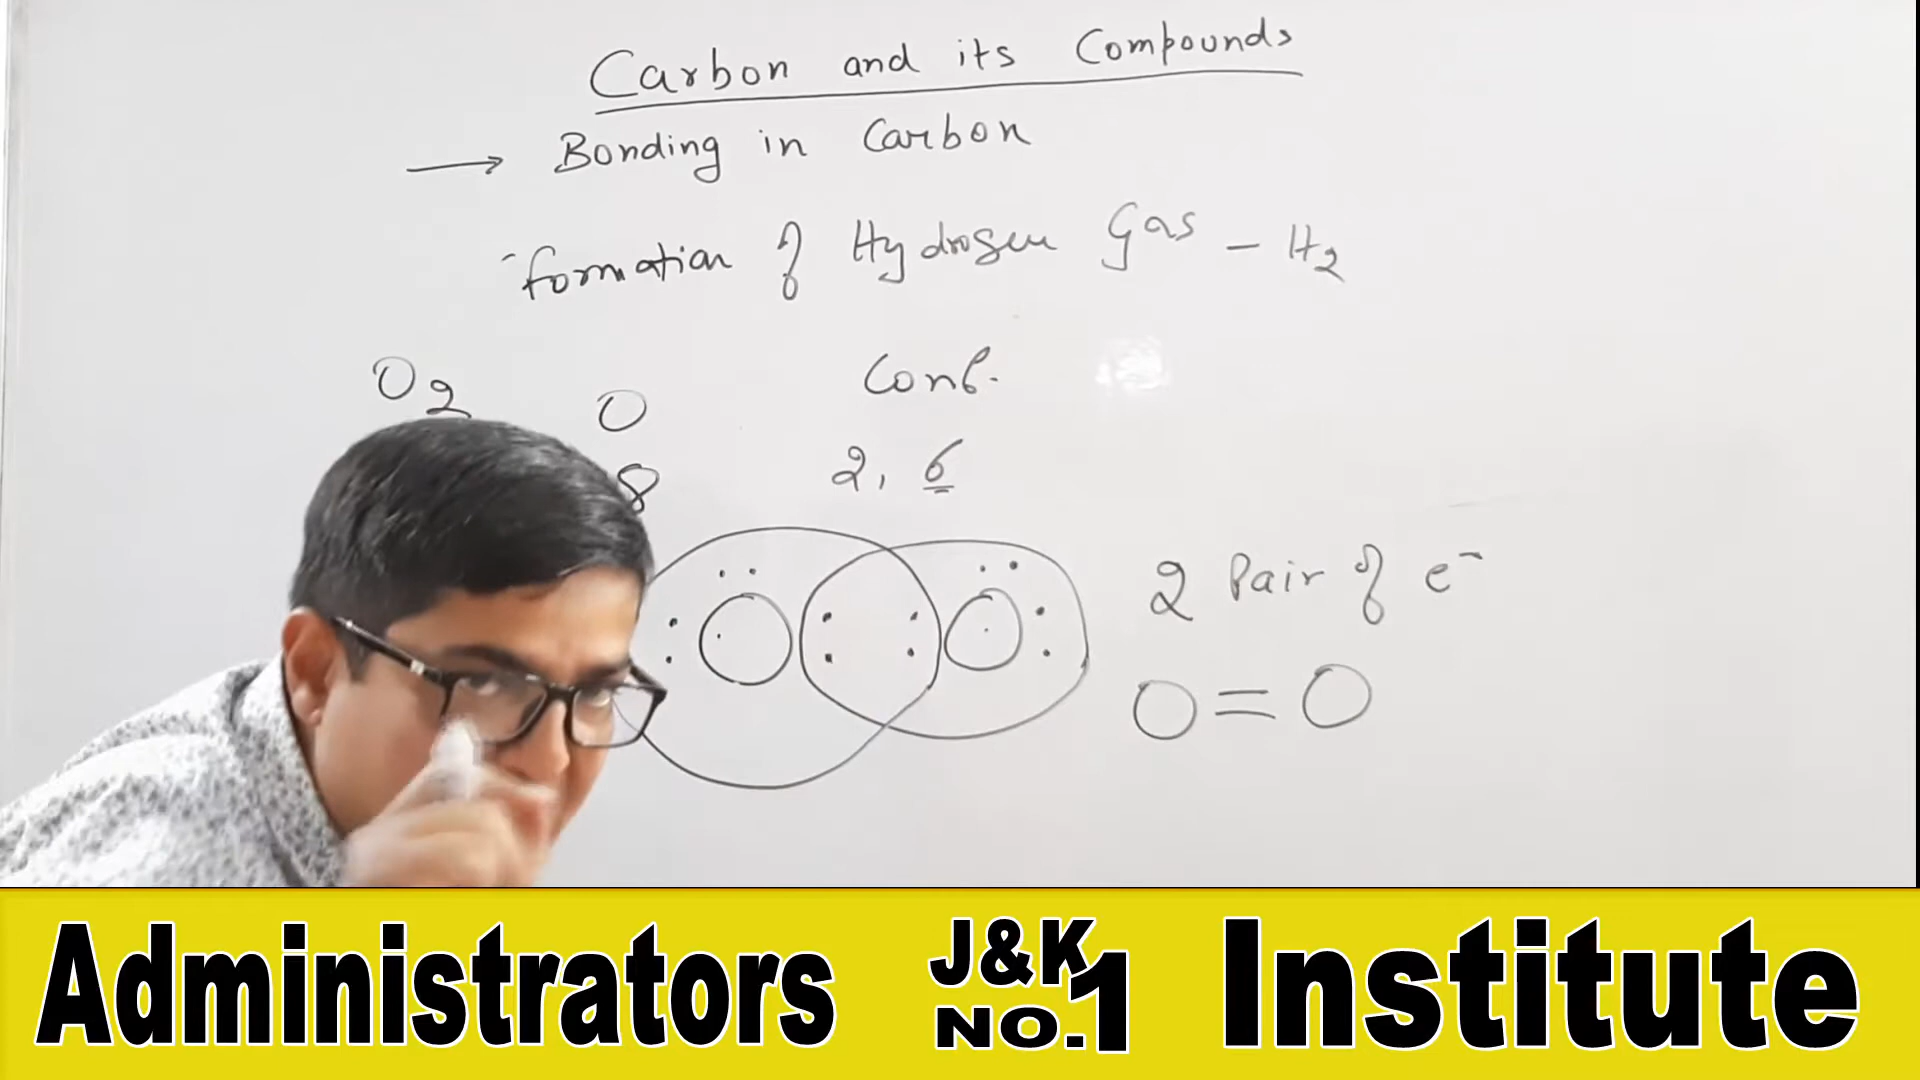 Carbon and its Compounds
→ Bonding in Carbon
Formation of Hydrogen Gas - H2
O2 O Conf.
8 2, 6
2 Pair of e-
O=O
Administrators J&K NO.1 Institute